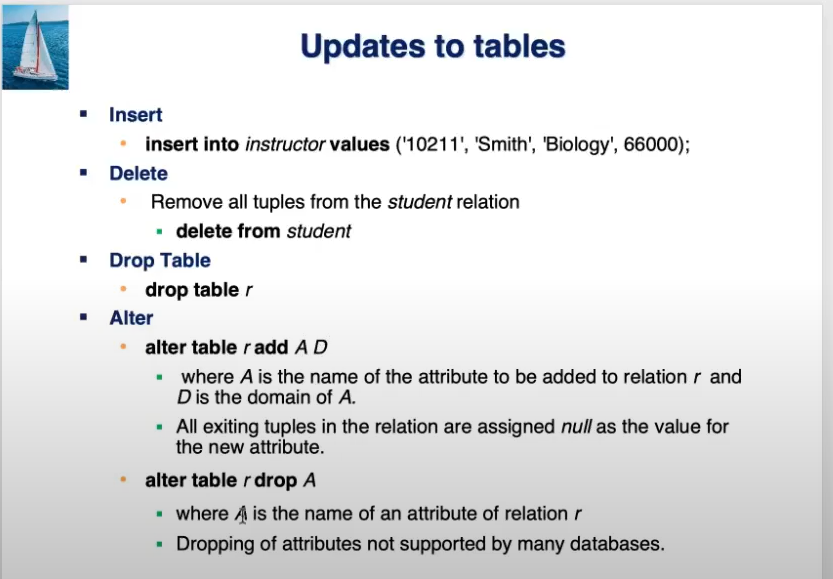 Updates to tables
Insert
insert into instructor values ('10211', 'Smith', 'Biology', 66000);
Delete
Remove all tuples from the student relation
delete from student
Drop Table
drop table r
Alter
alter table r add A D
where A is the name of the attribute to be added to relation r and
D is the domain of A.
All exiting tuples in the relation are assigned null as the value for
the new attribute.
alter table r drop A
where A is the name of an attribute of relation r
Dropping of attributes not supported by many databases.